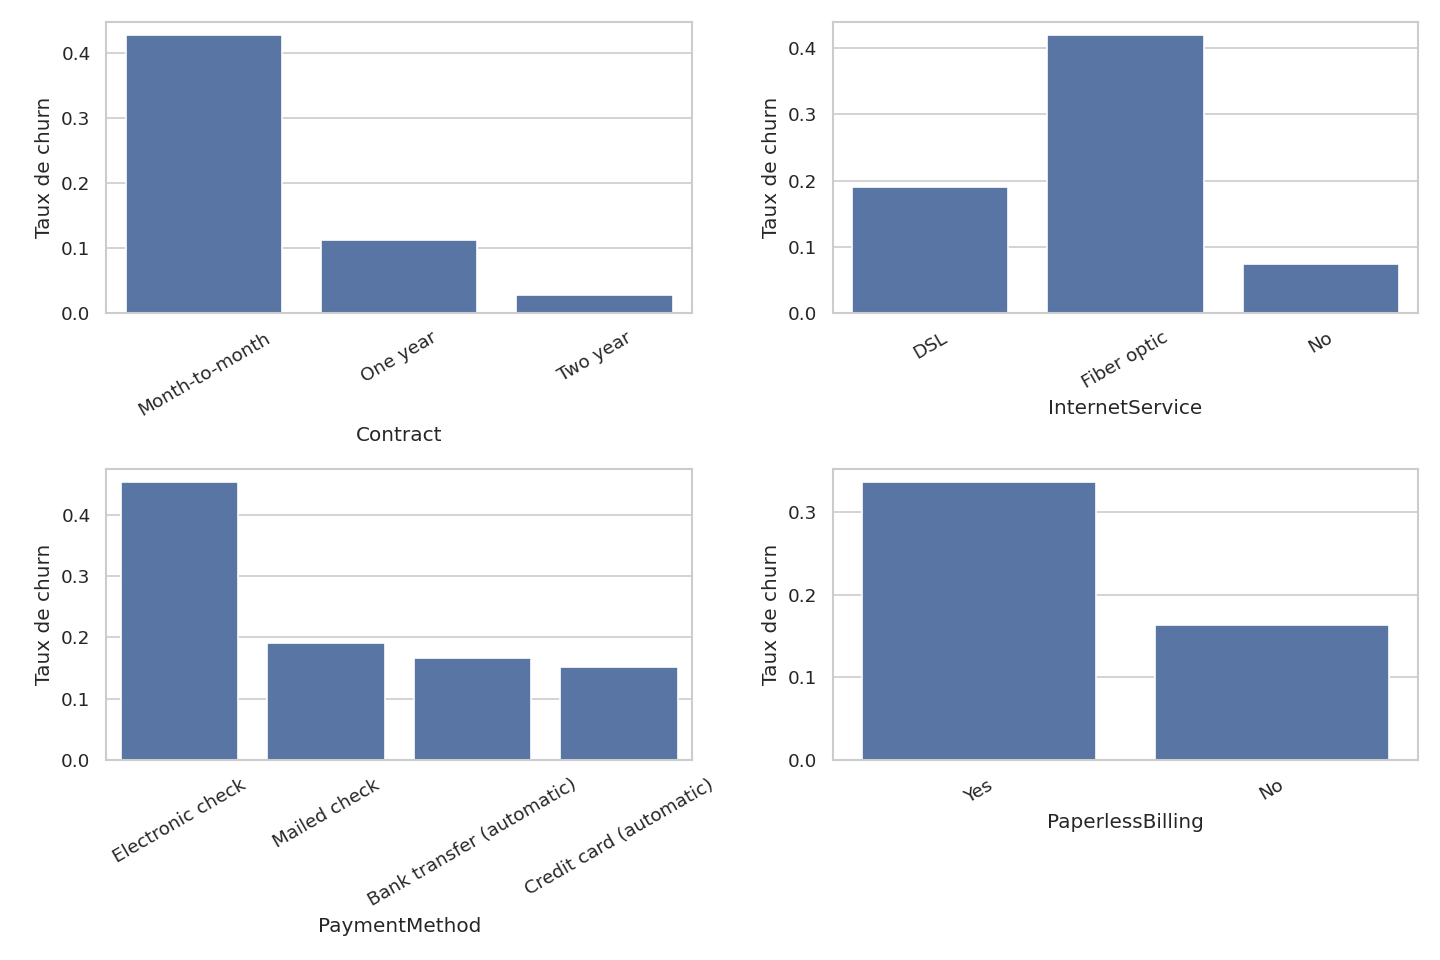 Taux de churn
0.4
0.3
0.2
0.1
0.0
Month-to-month
One year
Two year
Contract
Taux de churn
0.4
0.3
0.2
0.1
0.0
DSL
Fiber optic
No
InternetService
Taux de churn
0.4
0.3
0.2
0.1
0.0
Electronic check
Mailed check
Bank transfer (automatic)
Credit card (automatic)
PaymentMethod
Taux de churn
0.3
0.2
0.1
0.0
Yes
No
PaperlessBilling